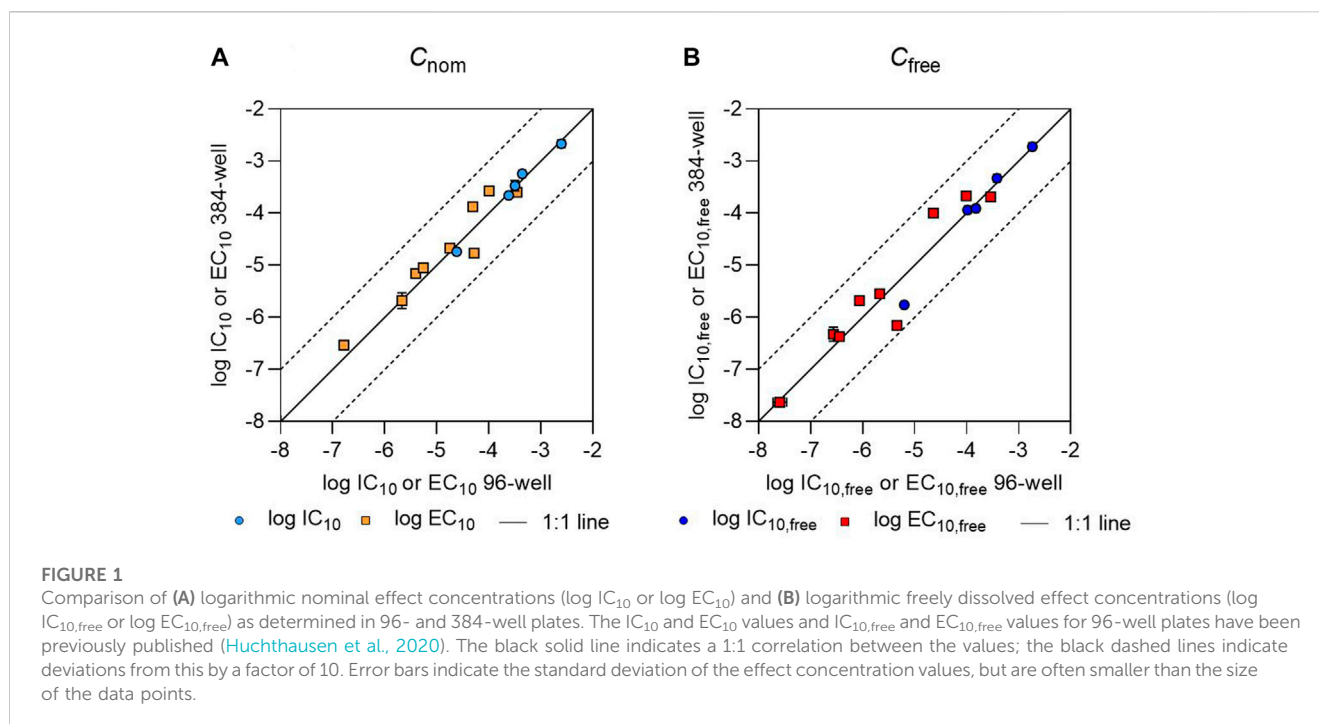 A
C_nom
log IC₁₀ or EC₁₀ 384-well
-2
-3
-4
-5
-6
-7
-8
-8 -7 -6 -5 -4 -3 -2
log IC₁₀ or EC₁₀ 96-well
log IC₁₀ log EC₁₀ 1:1 line
B
C_free
log IC₁₀,free or EC₁₀,free 384-well
-2
-3
-4
-5
-6
-7
-8
-8 -7 -6 -5 -4 -3 -2
log IC₁₀,free or EC₁₀,free 96-well
log IC₁₀,free log EC₁₀,free 1:1 line
FIGURE 1
Comparison of (A) logarithmic nominal effect concentrations (log IC₁₀ or log EC₁₀) and (B) logarithmic freely dissolved effect concentrations (log
IC₁₀,free or log EC₁₀,free) as determined in 96- and 384-well plates. The IC₁₀ and EC₁₀ values and IC₁₀,free and EC₁₀,free values for 96-well plates have been
previously published (Huchthausen et al., 2020). The black solid line indicates a 1:1 correlation between the values; the black dashed lines indicate
deviations from this by a factor of 10. Error bars indicate the standard deviation of the effect concentration values, but are often smaller than the size
of the data points.